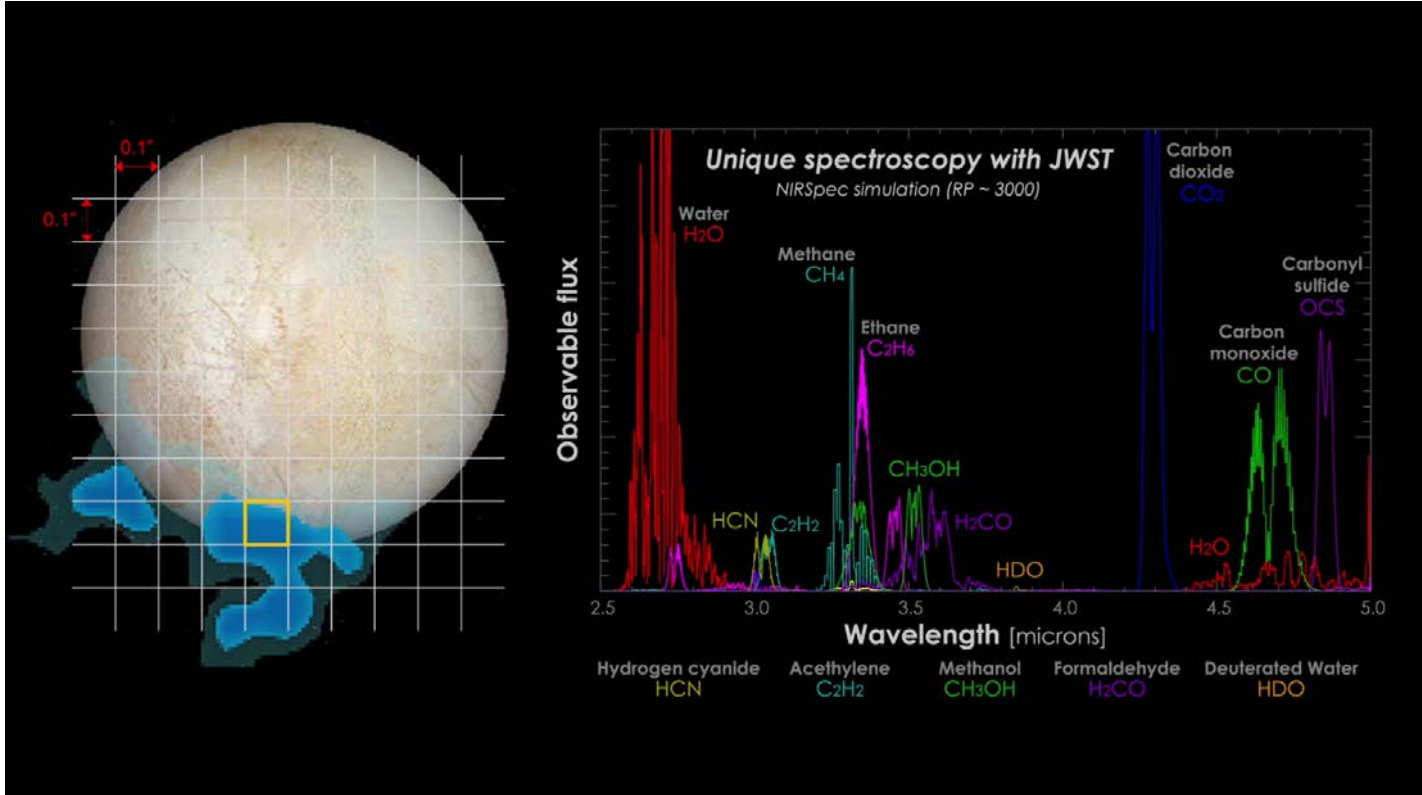 0.1"
0.1"
Unique spectroscopy with JWST
NIRSpec simulation (RP ~ 3000)
Observable flux
Water
H2O
Methane
CH4
Ethane
C2H6
HCN
C2H2
CH3OH
H2CO
HDO
Carbon
dioxide
CO2
Carbonyl
sulfide
OCS
Carbon
monoxide
CO
H2O
2.5 3.0 3.5 4.0 4.5 5.0
Wavelength [microns]
Hydrogen cyanide Acethylene Methanol Formaldehyde Deuterated Water
HCN C2H2 CH3OH H2CO HDO